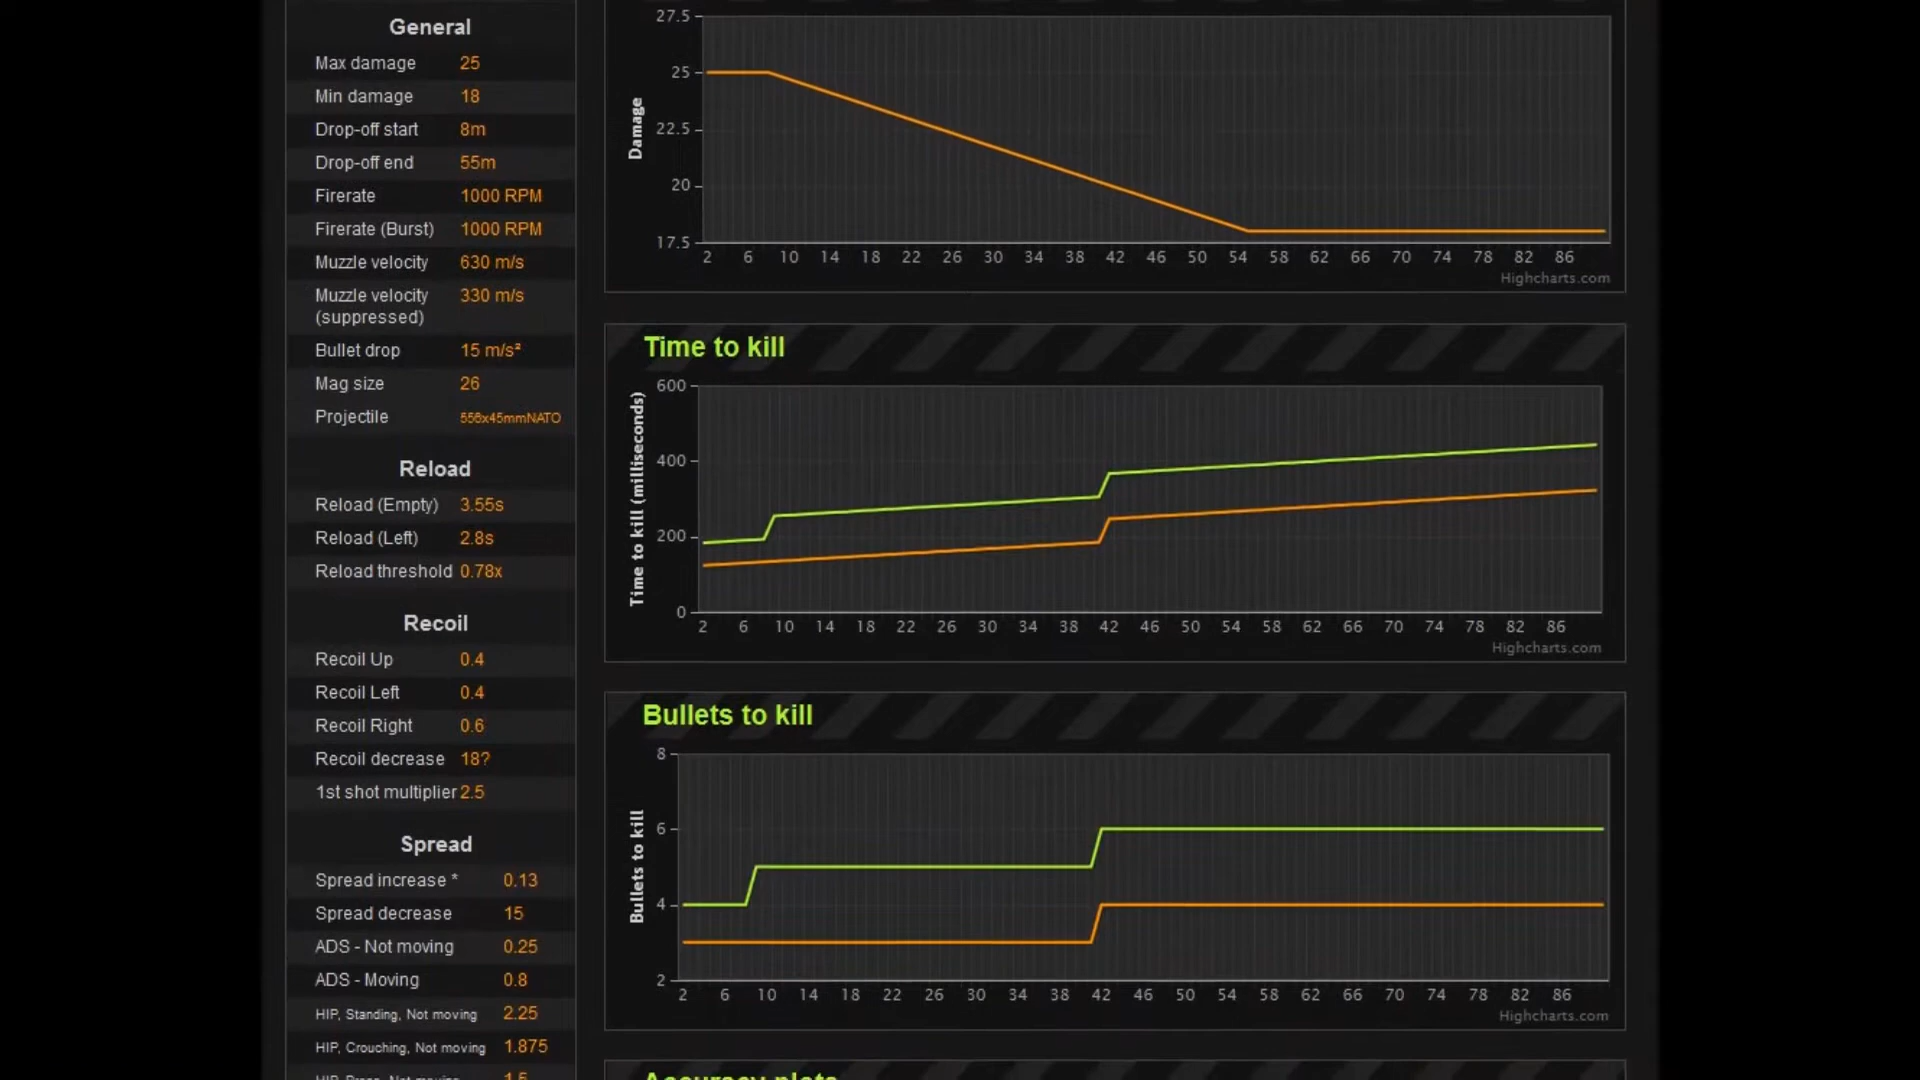 General
Max damage 25
Min damage 18
Drop-off start 8m
Drop-off end 55m
Firerate 1000 RPM
Firerate (Burst) 1000 RPM
Muzzle velocity 630 m/s
Muzzle velocity 330 m/s
(suppressed)
Bullet drop 15 m/s²
Mag size 26
Projectile 556x45mmNATO
Reload
Reload (Empty) 3.55s
Reload (Left) 2.8s
Reload threshold 0.78x
Recoil
Recoil Up 0.4
Recoil Left 0.4
Recoil Right 0.6
Recoil decrease 18?
1st shot multiplier 2.5
Spread
Spread increase * 0.13
Spread decrease 15
ADS - Not moving 0.25
ADS - Moving 0.8
HIP, Standing, Not moving 2.25
HIP, Crouching, Not moving 1.875
HIP, Prone, Not moving 1.5
27.5
25
22.5
20
17.5
Damage
2 6 10 14 18 22 26 30 34 38 42 46 50 54 58 62 66 70 74 78 82 86
Highcharts.com
Time to kill
600
400
200
0
Time to kill (milliseconds)
2 6 10 14 18 22 26 30 34 38 42 46 50 54 58 62 66 70 74 78 82 86
Highcharts.com
Bullets to kill
8
6
4
2
Bullets to kill
2 6 10 14 18 22 26 30 34 38 42 46 50 54 58 62 66 70 74 78 82 86
Highcharts.com
Accuracy plots